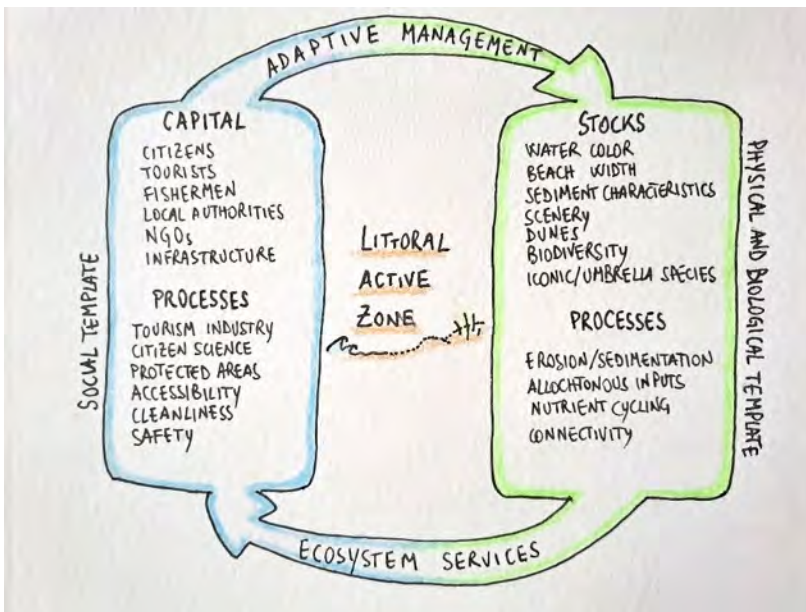 ADAPTIVE MANAGEMENT
SOCIAL TEMPLATE
CAPITAL
CITIZENS
TOURISTS
FISHERMEN
LOCAL AUTHORITIES
NGOs
INFRASTRUCTURE
PROCESSES
TOURISM INDUSTRY
CITIZEN SCIENCE
PROTECTED AREAS
ACCESSIBILITY
CLEANLINESS
SAFETY
LITTORAL
ACTIVE
ZONE
STOCKS
WATER COLOR
BEACH WIDTH
SEDIMENT CHARACTERISTICS
SCENERY
DUNES
BIODIVERSITY
ICONIC/UMBRELLA SPECIES
PROCESSES
EROSION/SEDIMENTATION
ALLOCHTONOUS INPUTS
NUTRIENT CYCLING
CONNECTIVITY
PHYSICAL AND BIOLOGICAL TEMPLATE
ECOSYSTEM SERVICES